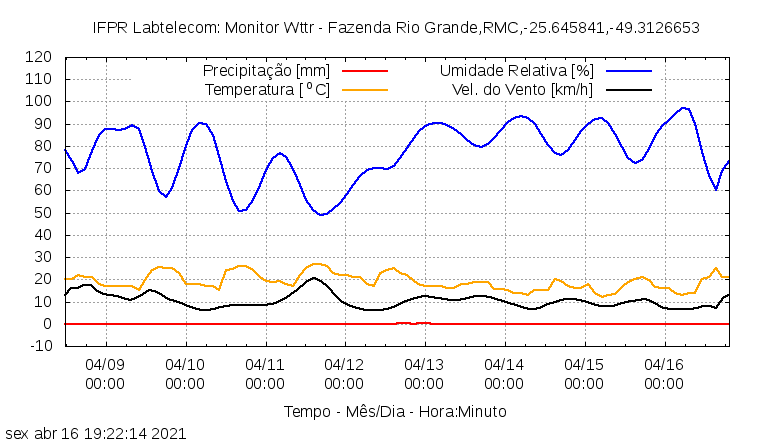 IFPR Labtelecom: Monitor Wttr - Fazenda Rio Grande,RMC,-25.645841,-49.3126653
120
110
100
90
80
70
60
50
40
30
20
10
0
-10
Precipitação [mm]
Temperatura [⁰C]
Umidade Relativa [%]
Vel. do Vento [km/h]
04/09 04/10 04/11 04/12 04/13 04/14 04/15 04/16
00:00 00:00 00:00 00:00 00:00 00:00 00:00 00:00
Tempo - Mês/Dia - Hora:Minuto
sex abr 16 19:22:14 2021